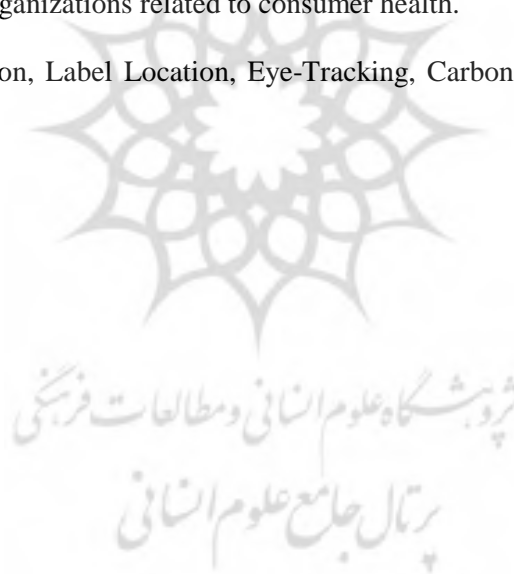 ganizations related to consumer health.
on, Label Location, Eye-Tracking, Carbon
پژوهشگاه علوم انسانی و مطالعات فرهنگی
پرتال جامع علوم انسانی